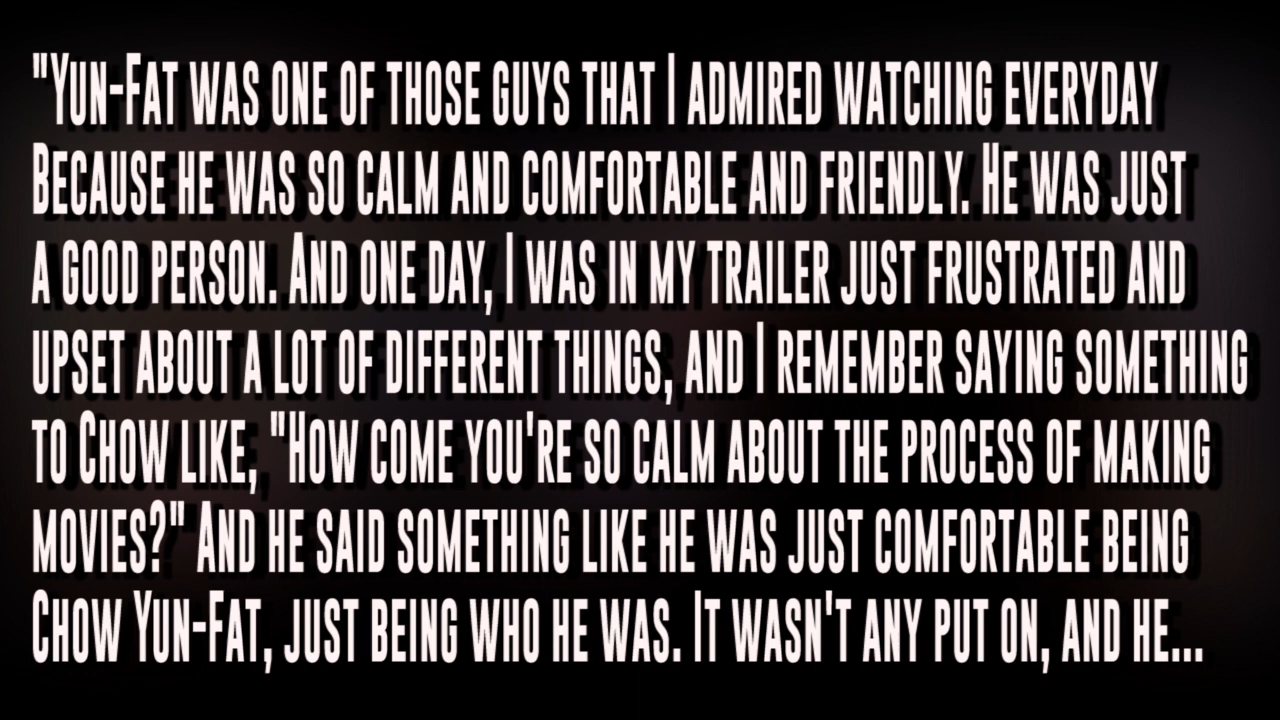 "Yun-Fat was one of those guys that I admired watching everyday
Because he was so calm and comfortable and friendly. He was just
a good person. And one day, I was in my trailer just frustrated and
upset about a lot of different things, and I remember saying something
to Chow like, "How come you're so calm about the process of making
movies?" And he said something like he was just comfortable being
Chow Yun-Fat, just being who he was. It wasn't any put on, and he...